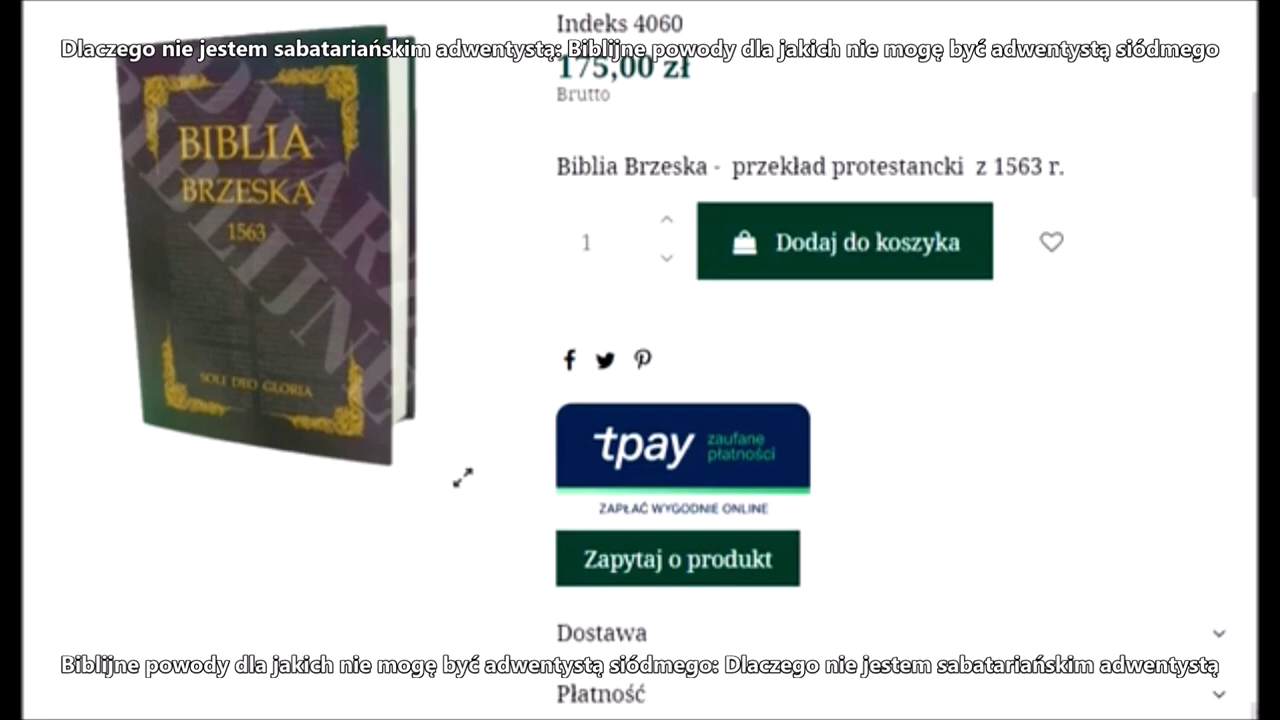 Indeks 4060
Dlaczego nie jestem sabatariańskim adwentystą: Biblijne powody dla jakich nie mogę być adwentystą siódmego
175,00 zł
Brutto
BIBLIA
BRZESKA
1563
SOLI DEO GLORIA
Biblia Brzeska - przekład protestancki z 1563 r.
1
Dodaj do koszyka
tpay zaufane
płatności
ZAPŁAĆ WYGODNIE ONLINE
Zapytaj o produkt
Dostawa
Biblijne powody dla jakich nie mogę być adwentystą siódmego: Dlaczego nie jestem sabatariańskim adwentystą
Płatność